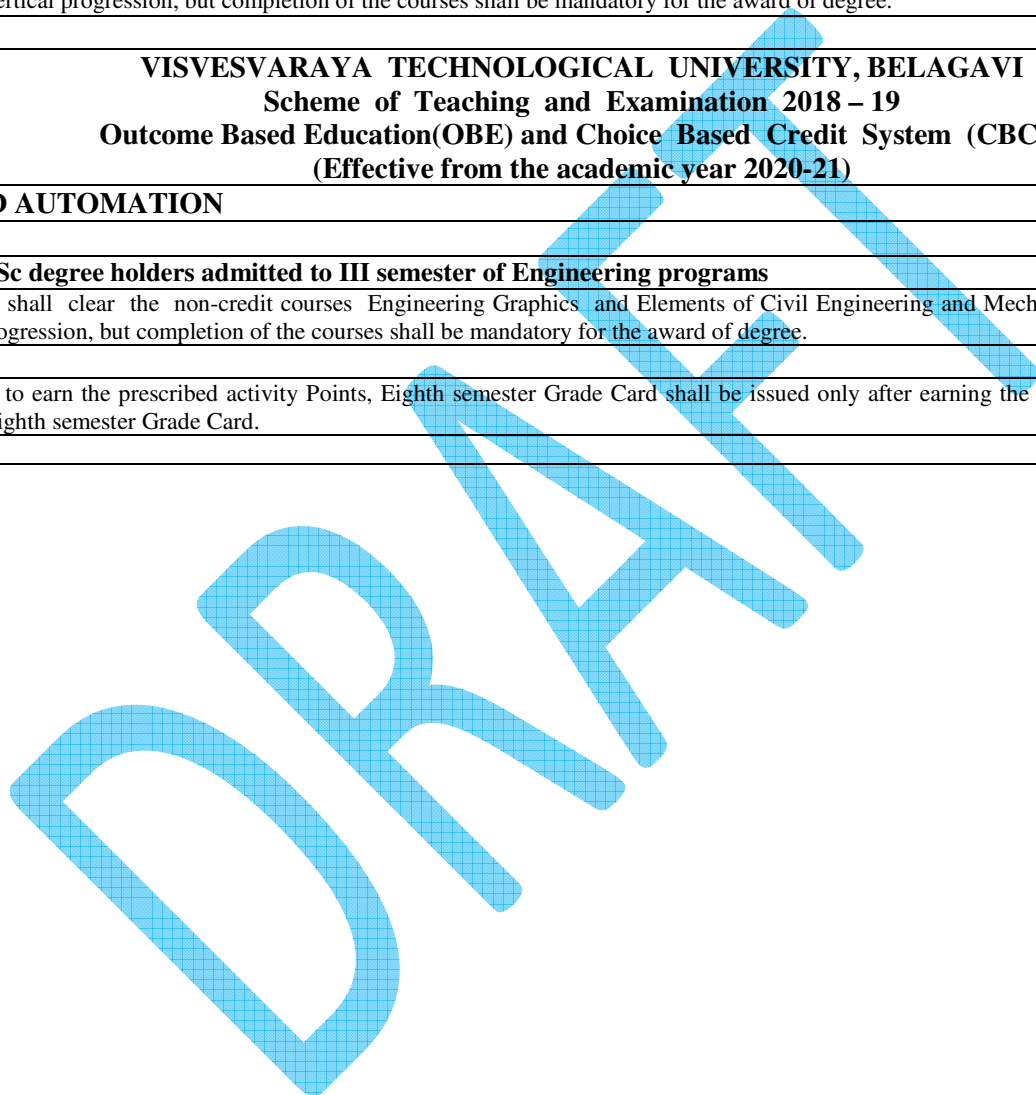 ertical progression, but completion of the courses shall be mandatory for the award of degree.
VISVESVARAYA TECHNOLOGICAL UNIVERSITY, BELAGAVI
Scheme of Teaching and Examination 2018 – 19
Outcome Based Education(OBE) and Choice Based Credit System (CBC
(Effective from the academic year 2020-21)
D AUTOMATION
Sc degree holders admitted to III semester of Engineering programs
shall clear the non-credit courses Engineering Graphics and Elements of Civil Engineering and Mech
ogression, but completion of the courses shall be mandatory for the award of degree.
to earn the prescribed activity Points, Eighth semester Grade Card shall be issued only after earning the
ighth semester Grade Card.
DRAFT